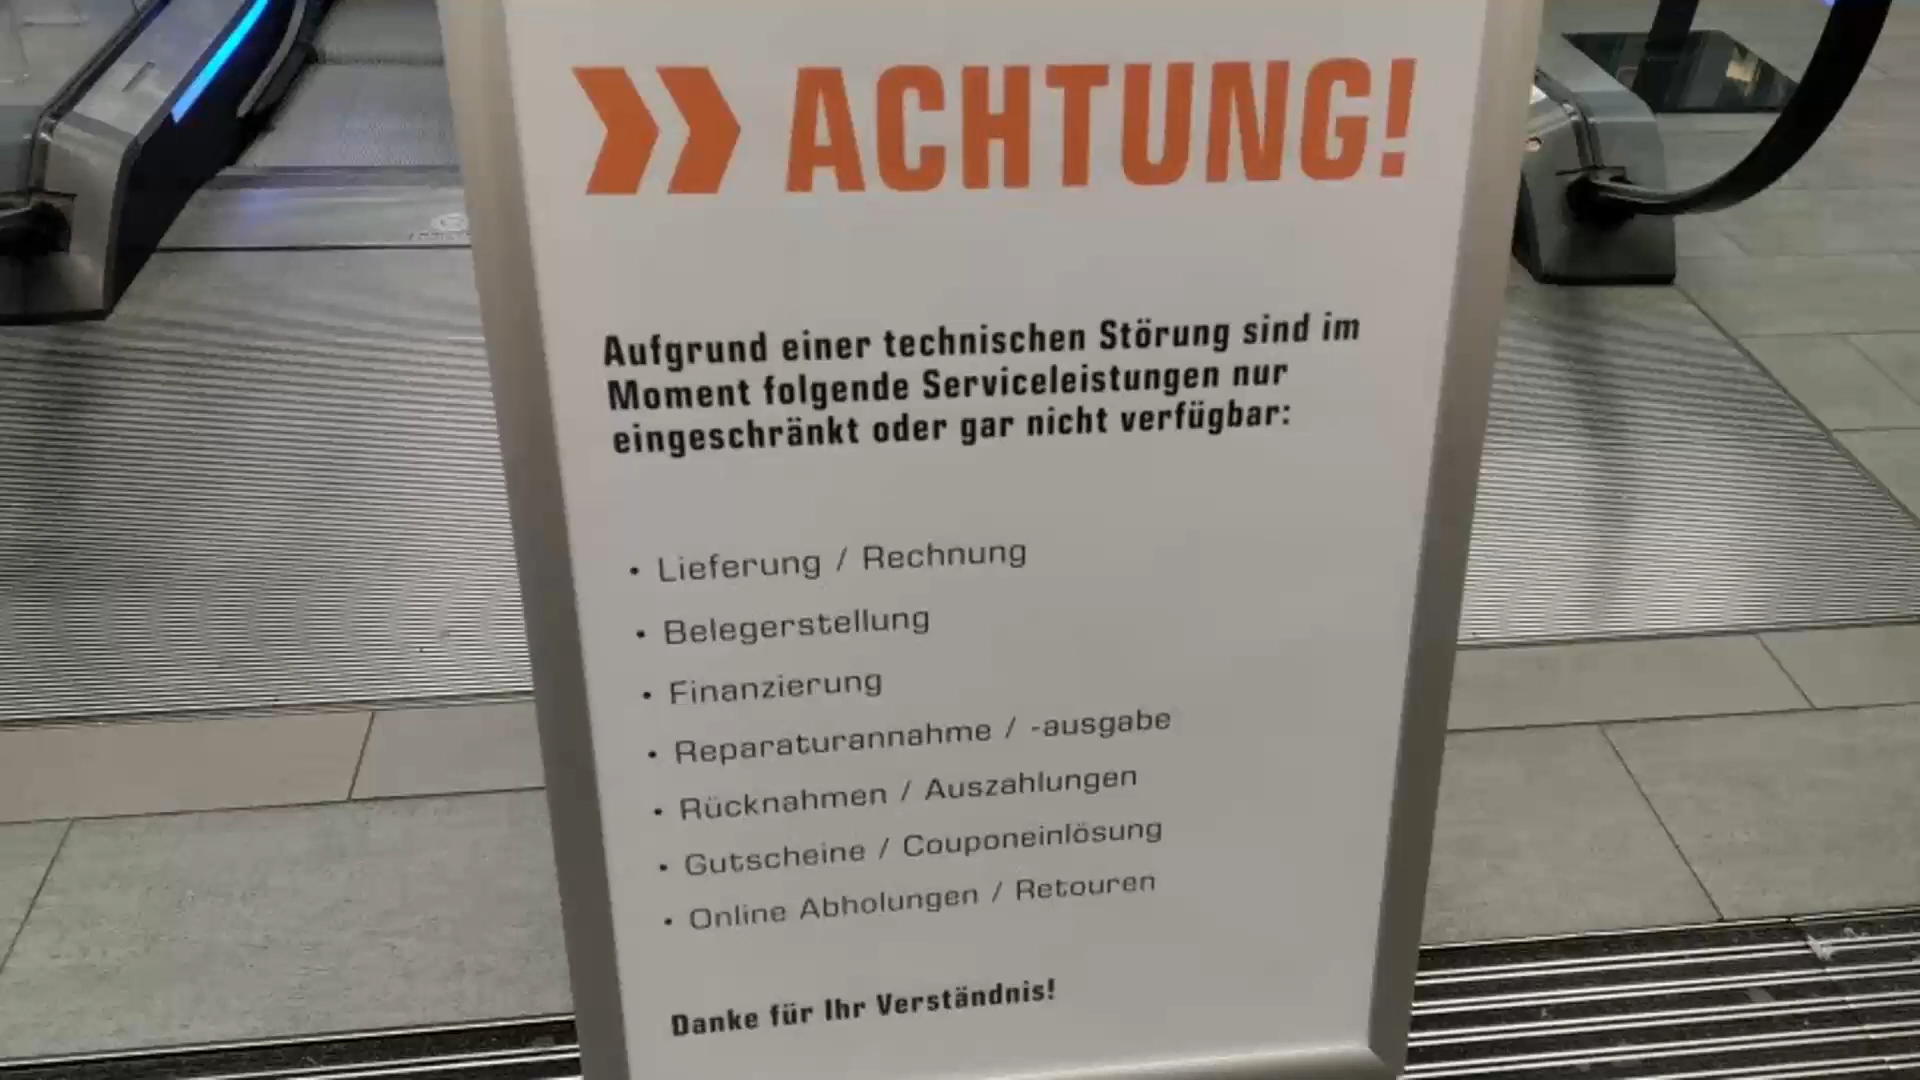 ACHTUNG!
Aufgrund einer technischen Störung sind im
Moment folgende Serviceleistungen nur
eingeschränkt oder gar nicht verfügbar:
• Lieferung / Rechnung
• Belegerstellung
• Finanzierung
• Reparaturannahme / -ausgabe
• Rücknahmen / Auszahlungen
• Gutscheine / Couponeinlösung
• Online Abholungen / Retouren
Danke für Ihr Verständnis!